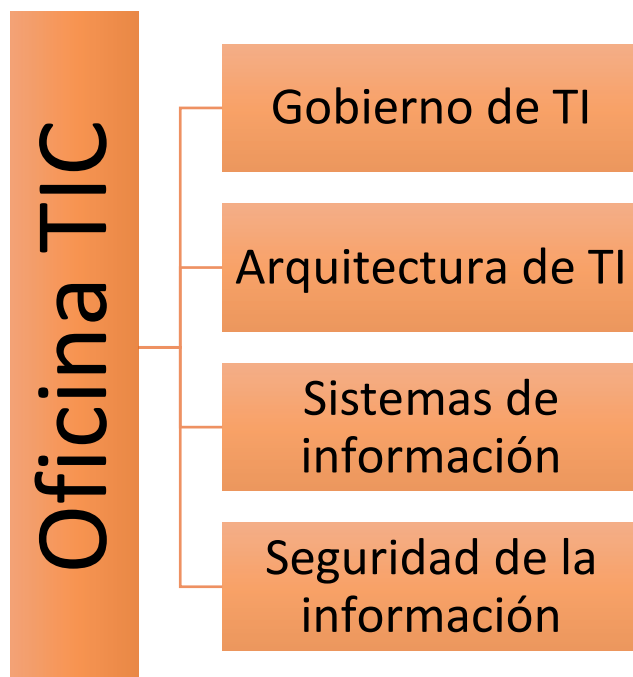 Oficina TIC
Gobierno de TI
Arquitectura de TI
Sistemas de
información
Seguridad de la
información